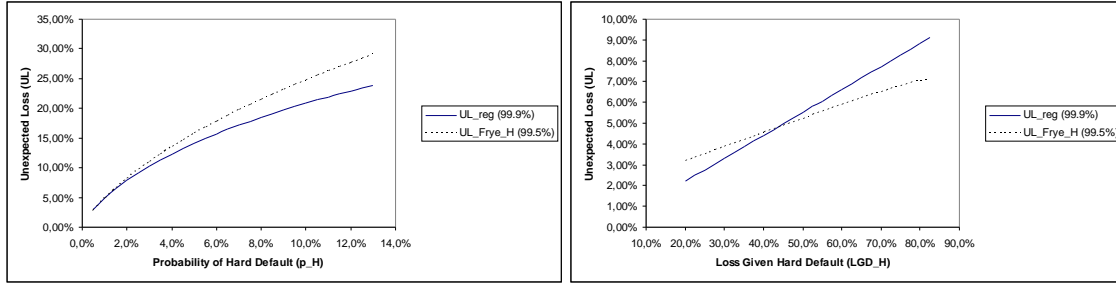 35,00%
30,00%
25,00%
20,00%
15,00%
10,00%
5,00%
0,00%
Unexpected Loss (UL)
0,0% 2,0% 4,0% 6,0% 8,0% 10,0% 12,0% 14,0%
Probability of Hard Default (p_H)
UL_reg (99.9%)
UL_Frye_H (99.5%)
10,00%
9,00%
8,00%
7,00%
6,00%
5,00%
4,00%
3,00%
2,00%
1,00%
0,00%
Unexpected Loss (UL)
10,0% 20,0% 30,0% 40,0% 50,0% 60,0% 70,0% 80,0% 90,0%
Loss Given Hard Default (LGD_H)
UL_reg (99.9%)
UL_Frye_H (99.5%)